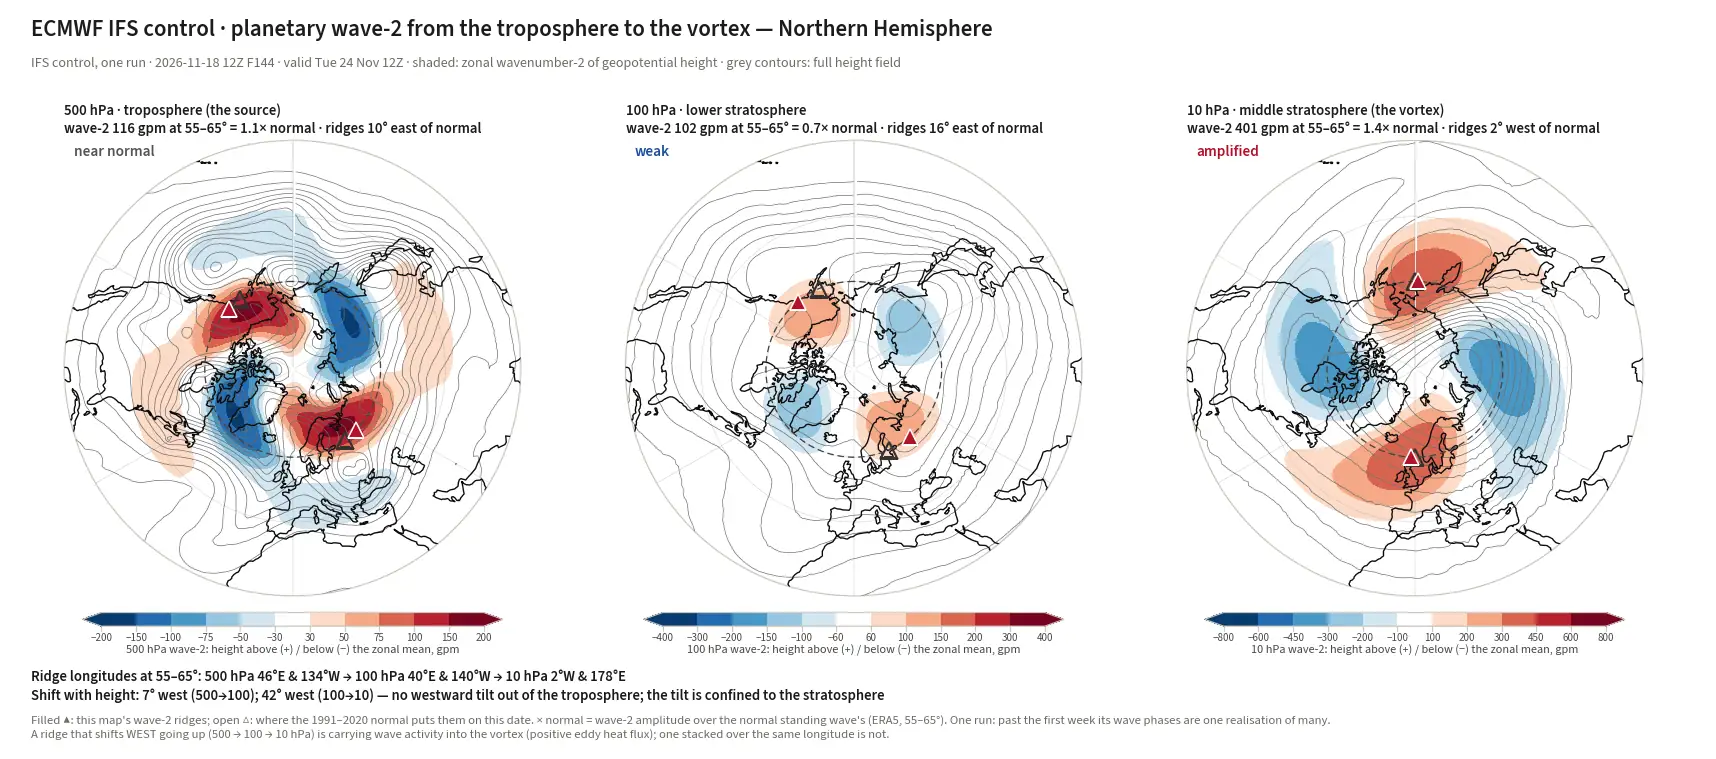 ECMWF IFS control · planetary wave-2 from the troposphere to the vortex — Northern Hemisphere
IFS control, one run · 2026-11-18 12Z F144 · valid Tue 24 Nov 12Z · shaded: zonal wavenumber-2 of geopotential height · grey contours: full height field
500 hPa · troposphere (the source)
wave-2 116 gpm at 55–65° = 1.1× normal · ridges 10° east of normal
near normal
100 hPa · lower stratosphere
wave-2 102 gpm at 55–65° = 0.7× normal · ridges 16° east of normal
weak
10 hPa · middle stratosphere (the vortex)
wave-2 401 gpm at 55–65° = 1.4× normal · ridges 2° west of normal
amplified
−200 −150 −100 −75 −50 −30 30 50 75 100 150 200
500 hPa wave-2: height above (+) / below (−) the zonal mean, gpm
−400 −300 −200 −150 −100 −60 60 100 150 200 300 400
100 hPa wave-2: height above (+) / below (−) the zonal mean, gpm
−800 −600 −450 −300 −200 −100 100 200 300 450 600 800
10 hPa wave-2: height above (+) / below (−) the zonal mean, gpm
Ridge longitudes at 55–65°: 500 hPa 46°E & 134°W → 100 hPa 40°E & 140°W → 10 hPa 2°W & 178°E
Shift with height: 7° west (500→100); 42° west (100→10) — no westward tilt out of the troposphere; the tilt is confined to the stratosphere
Filled ▲: this map's wave-2 ridges; open △: where the 1991–2020 normal puts them on this date. × normal = wave-2 amplitude over the normal standing wave's (ERA5, 55–65°). One run: past the first week its wave phases are one realisation of many.
A ridge that shifts WEST going up (500 → 100 → 10 hPa) is carrying wave activity into the vortex (positive eddy heat flux); one stacked over the same longitude is not.